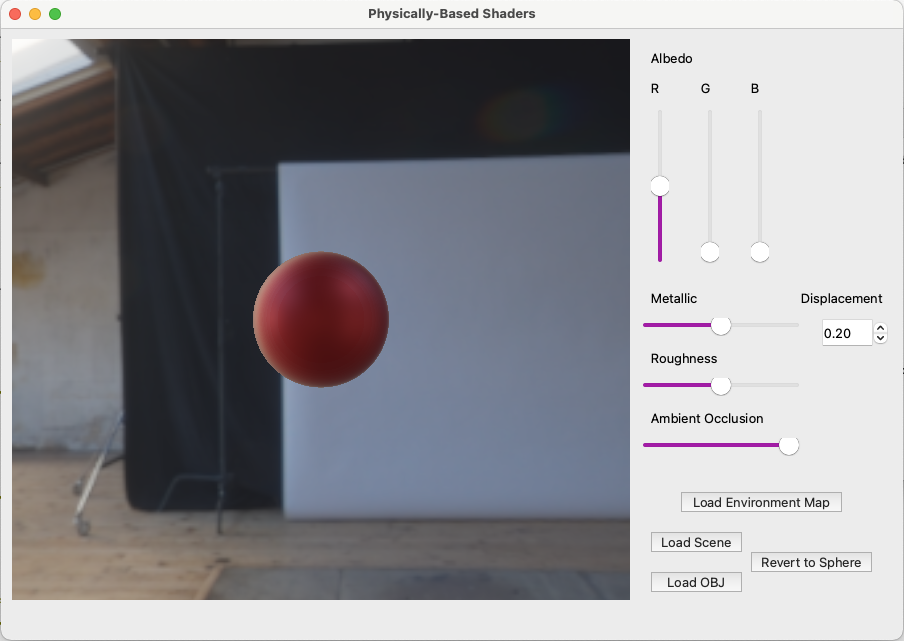 Physically-Based Shaders
Albedo
R G B
Metallic Displacement
0.20
Roughness
Ambient Occlusion
Load Environment Map
Load Scene
Revert to Sphere
Load OBJ